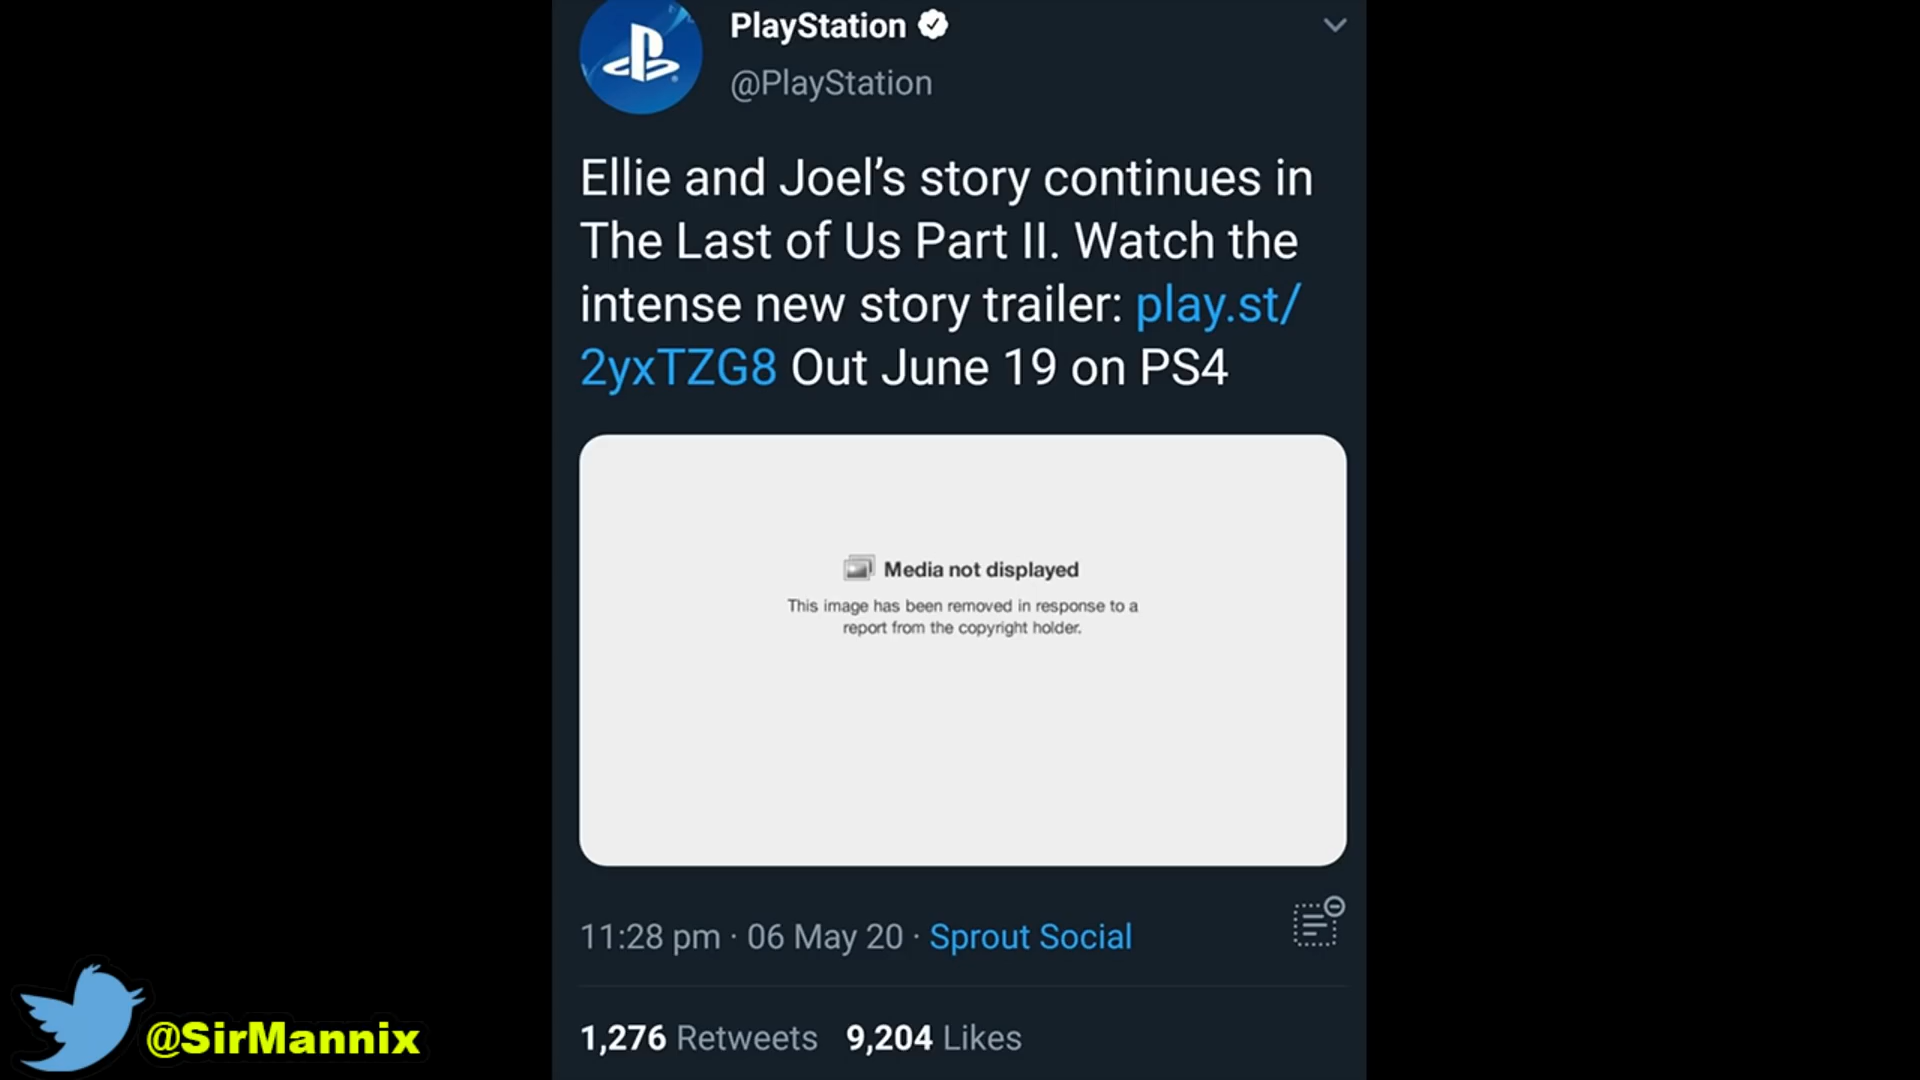 PlayStation
@PlayStation
Ellie and Joel’s story continues in
The Last of Us Part II. Watch the
intense new story trailer: play.st/
2yxTZG8 Out June 19 on PS4
Media not displayed
This image has been removed in response to a
report from the copyright holder.
11:28 pm · 06 May 20 · Sprout Social
1,276 Retweets 9,204 Likes
@SirMannix